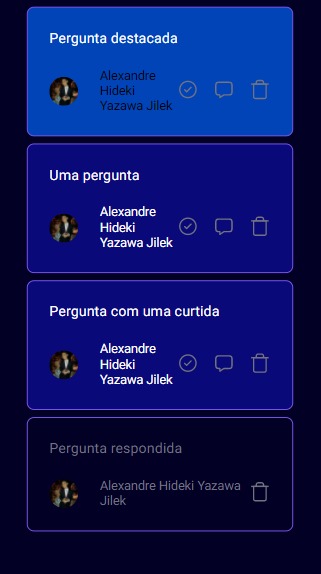 Pergunta destacada
Alexandre
Hideki
Yazawa Jilek
Uma pergunta
Alexandre
Hideki
Yazawa Jilek
Pergunta com uma curtida
Alexandre
Hideki
Yazawa Jilek
Pergunta respondida
Alexandre Hideki Yazawa
Jilek